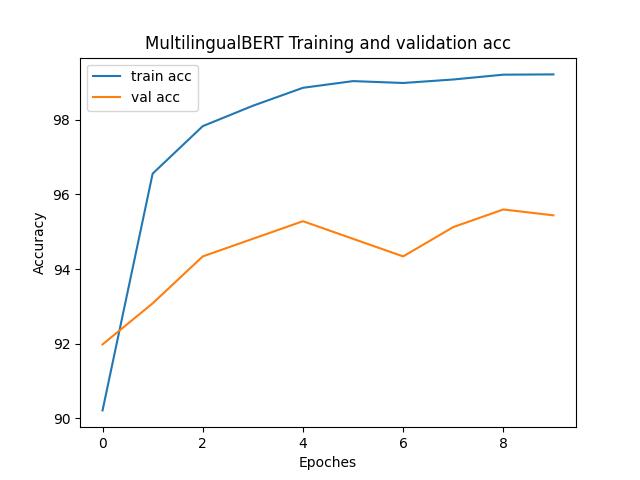 MultilingualBERT Training and validation acc
train acc
val acc
98
96
94
92
90
Accuracy
0 2 4 6 8
Epoches